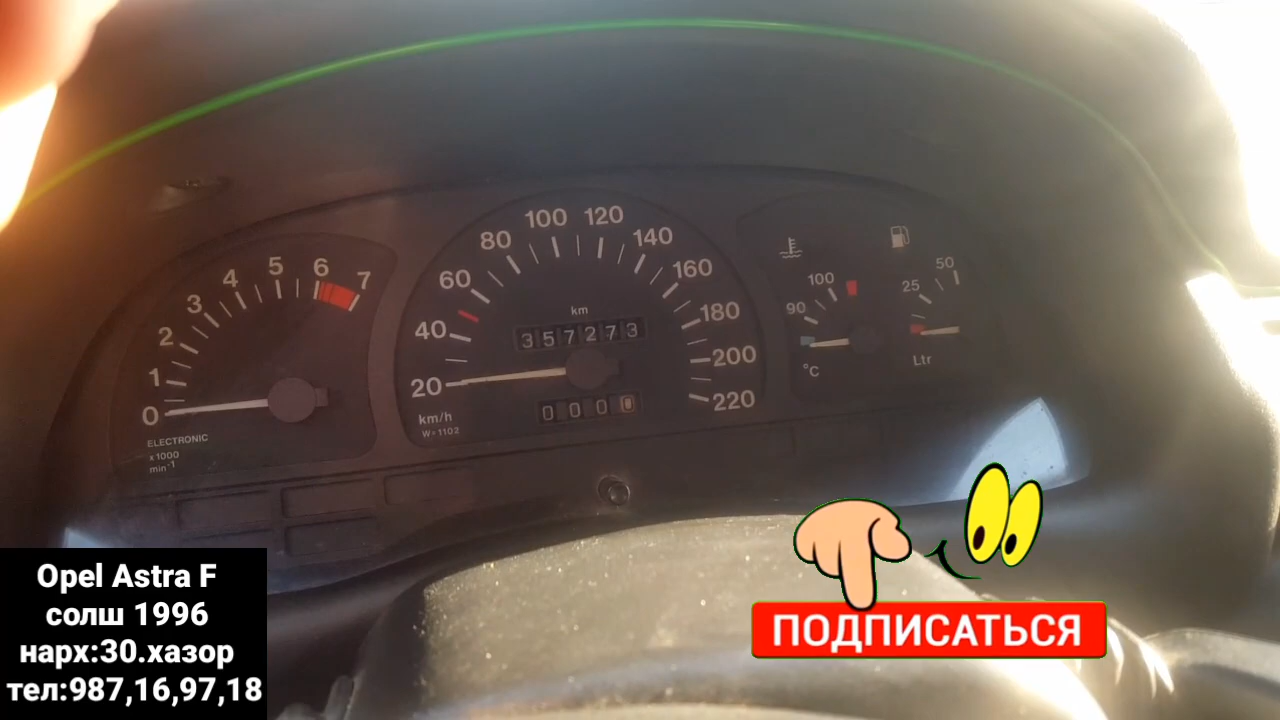 0 1 2 3 4 5 6 7
ELECTRONIC
x1000
min-1
20 40 60 80 100 120 140 160 180 200 220
km
357273
0000
km/h
W=1102
90 100
°C
25 50
Ltr
Opel Astra F
солш 1996
нарх:30.хазор
тел:987,16,97,18
ПОДПИСАТЬСЯ